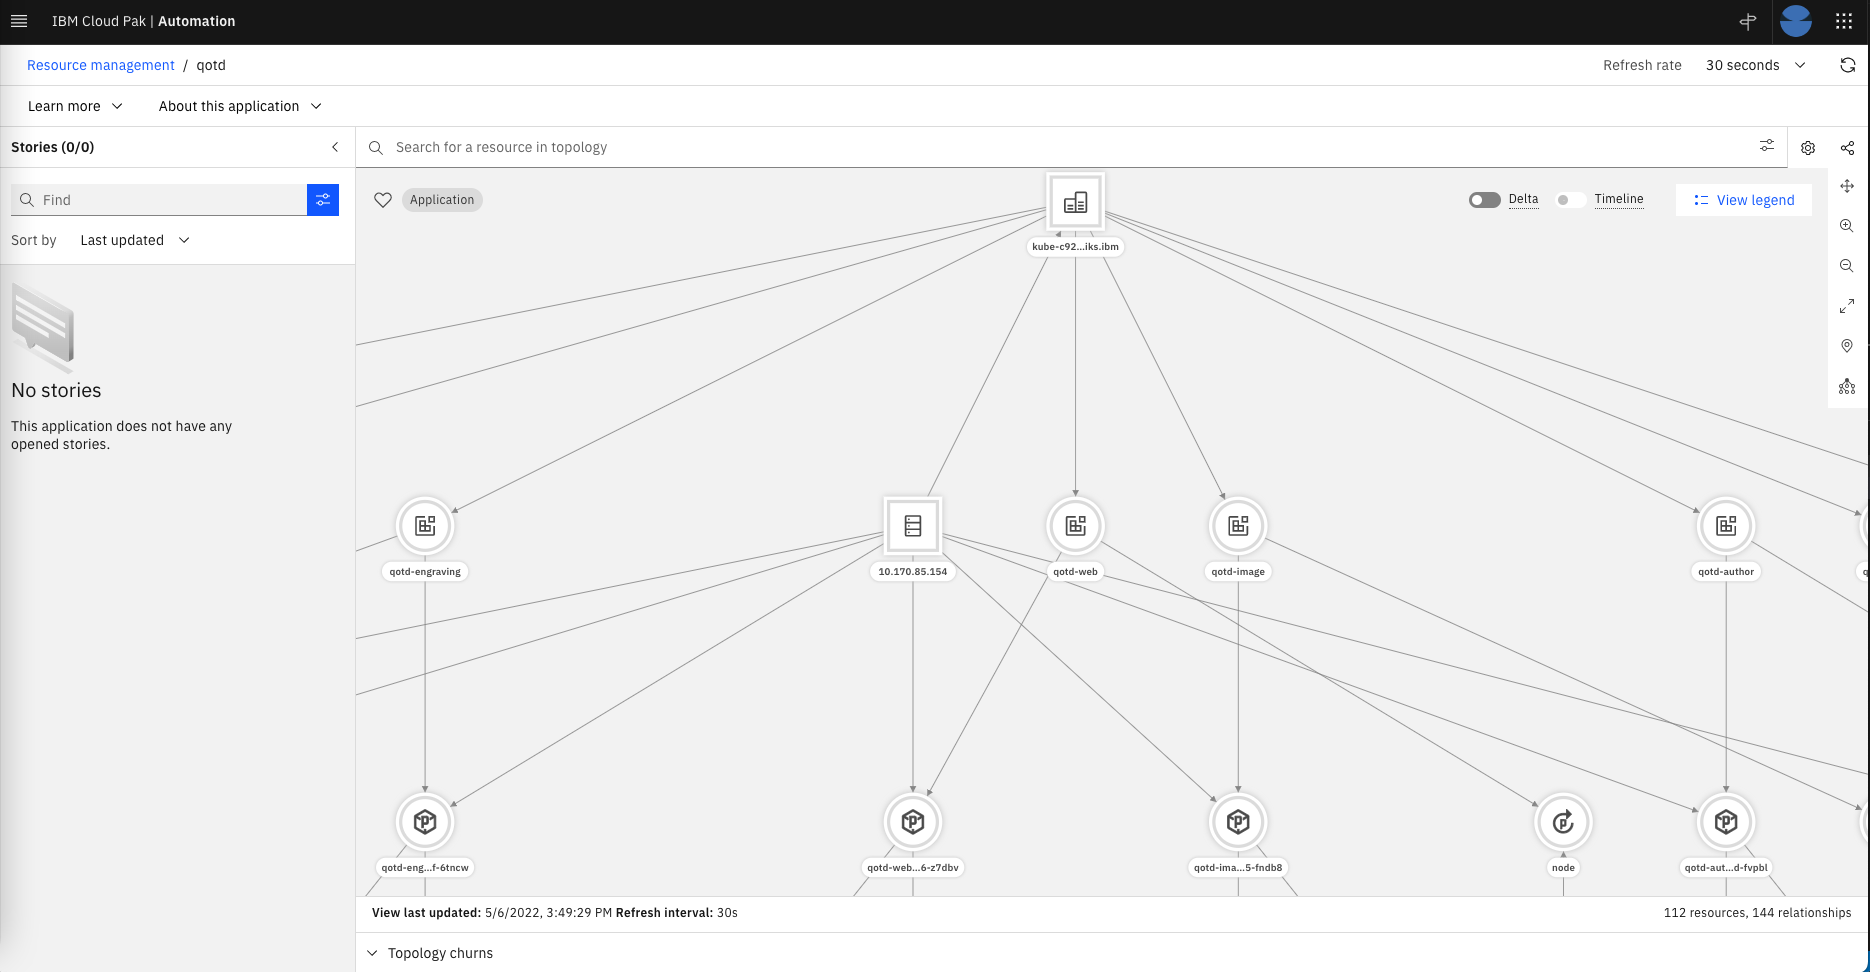 IBM Cloud Pak | Automation
Resource management / qotd
Refresh rate 30 seconds
Learn more About this application
Stories (0/0)
Search for a resource in topology
Find
Application
Delta Timeline View legend
Sort by Last updated
kube-c92...iks.ibm
No stories
This application does not have any
opened stories.
qotd-engraving 10.170.85.154 qotd-web qotd-image qotd-author q
qotd-eng...f-6tncw qotd-web...6-z7dbv qotd-ima...5-fndb8 node qotd-aut...d-fvpbl
View last updated: 5/6/2022, 3:49:29 PM Refresh interval: 30s
112 resources, 144 relationships
Topology churns